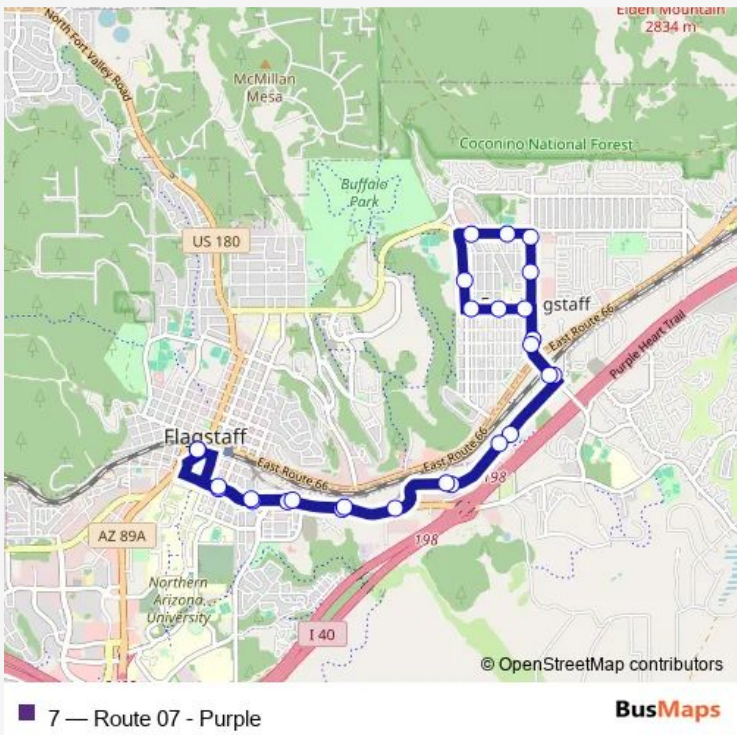 Elden Mountain
2834 m
North Fort Valley Road
McMillan
Mesa
Coconino National Forest
Buffalo
Park
US 180
gstaff
East Route 66
Purple Heart Trail
Flagstaff
East Route 66
East Route 66
198
AZ 89A
198
Northern
Arizona
University
I 40
© OpenStreetMap contributors
7 — Route 07 - Purple
BusMaps